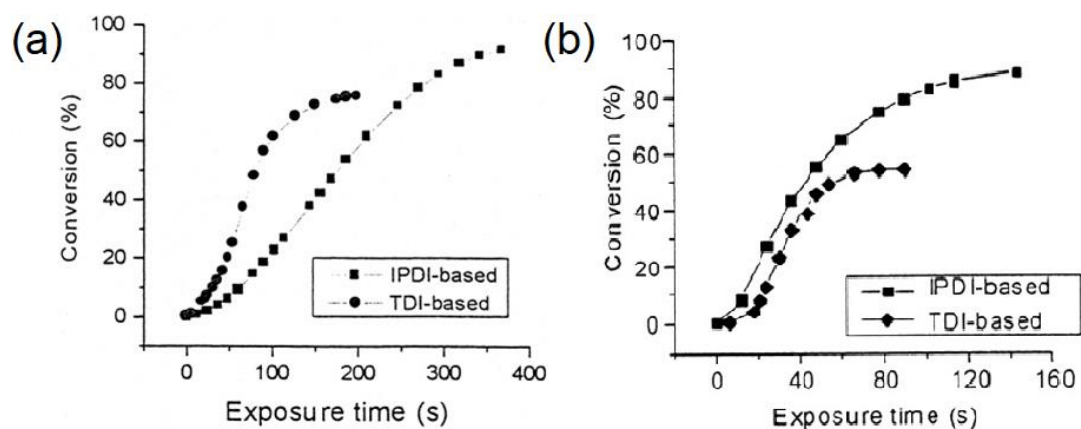 (a)
100
80
60
40
20
0
Conversion (%)
IPDI-based
TDI-based
0 100 200 300 400
Exposure time (s)
(b)
100
80
60
40
20
0
Conversion (%)
IPDI-based
TDI-based
0 40 80 120 160
Exposure time (s)